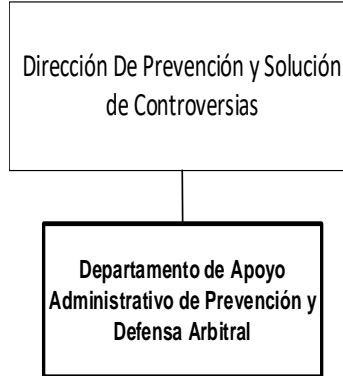 Dirección De Prevención y Solución
de Controversias
Departamento de Apoyo
Administrativo de Prevención y
Defensa Arbitral